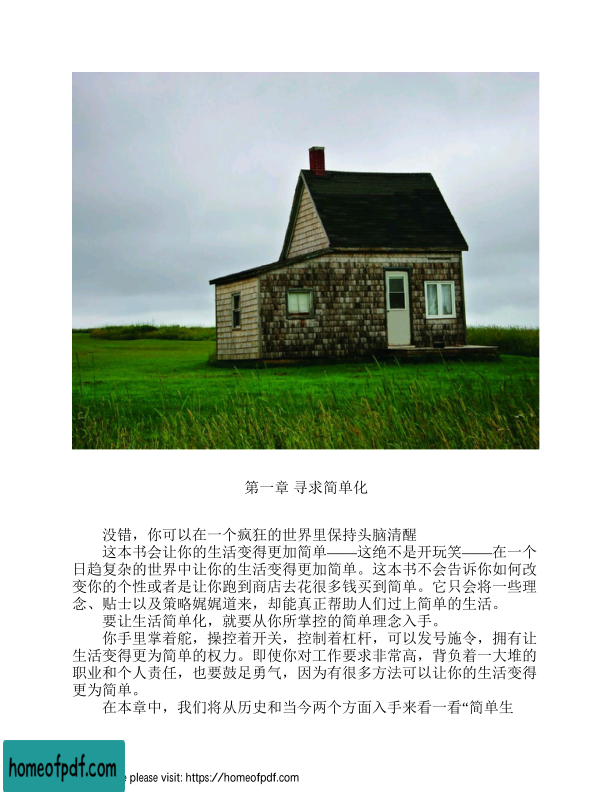 第一章 寻求简单化
没错，你可以在一个疯狂的世界里保持头脑清醒
这本书会让你的生活变得更加简单——这绝不是开玩笑——在一个
日趋复杂的世界中让你的生活变得更加简单。这本书不会告诉你如何改
变你的个性或者是让你跑到商店去花很多钱买到简单。它只会将一些理
念、贴士以及策略娓娓道来，却能真正帮助人们过上简单的生活。
要让生活简单化，就要从你所掌控的简单理念入手。
你手里掌着舵，操控着开关，控制着杠杆，可以发号施令，拥有让
生活变得更为简单的权力。即使你对工作要求非常高，背负着一大堆的
职业和个人责任，也要鼓足勇气，因为有很多方法可以让你的生活变得
更为简单。
在本章中，我们将从历史和当今两个方面入手来看一看“简单生
homeofpdf.com
e please visit: https://homeofpdf.com